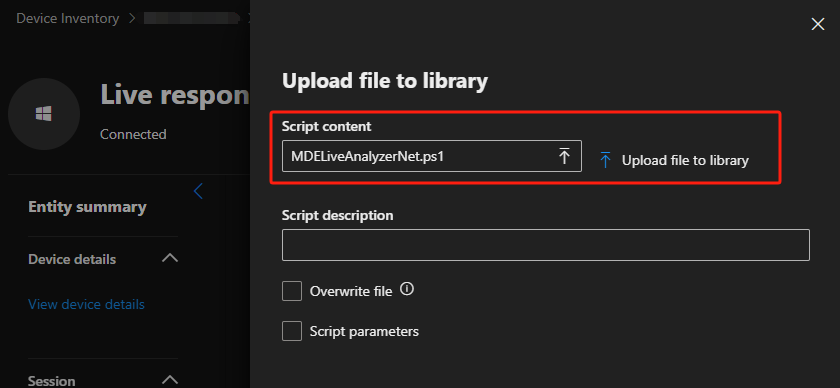 Device Inventory >
Live respon
Connected
Entity summary
Device details
View device details
Session
Upload file to library
Script content
MDELiveAnalyzerNet.ps1
Upload file to library
Script description
Overwrite file
Script parameters